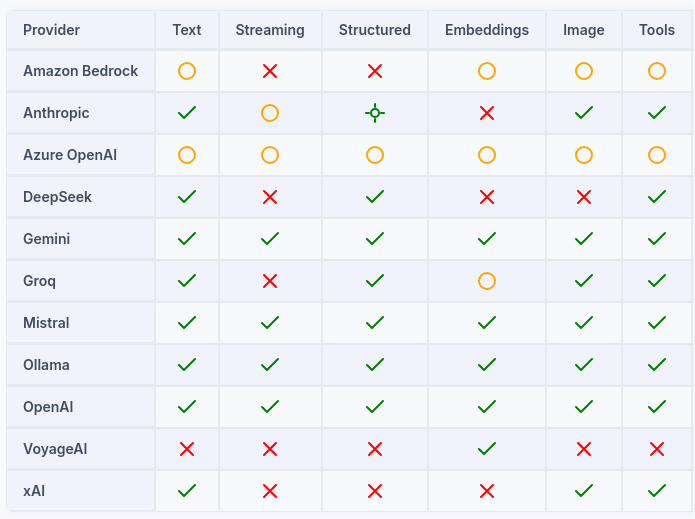 Provider Text Streaming Structured Embeddings Image Tools
Amazon Bedrock
Anthropic
Azure OpenAI
DeepSeek
Gemini
Groq
Mistral
Ollama
OpenAI
VoyageAI
xAI